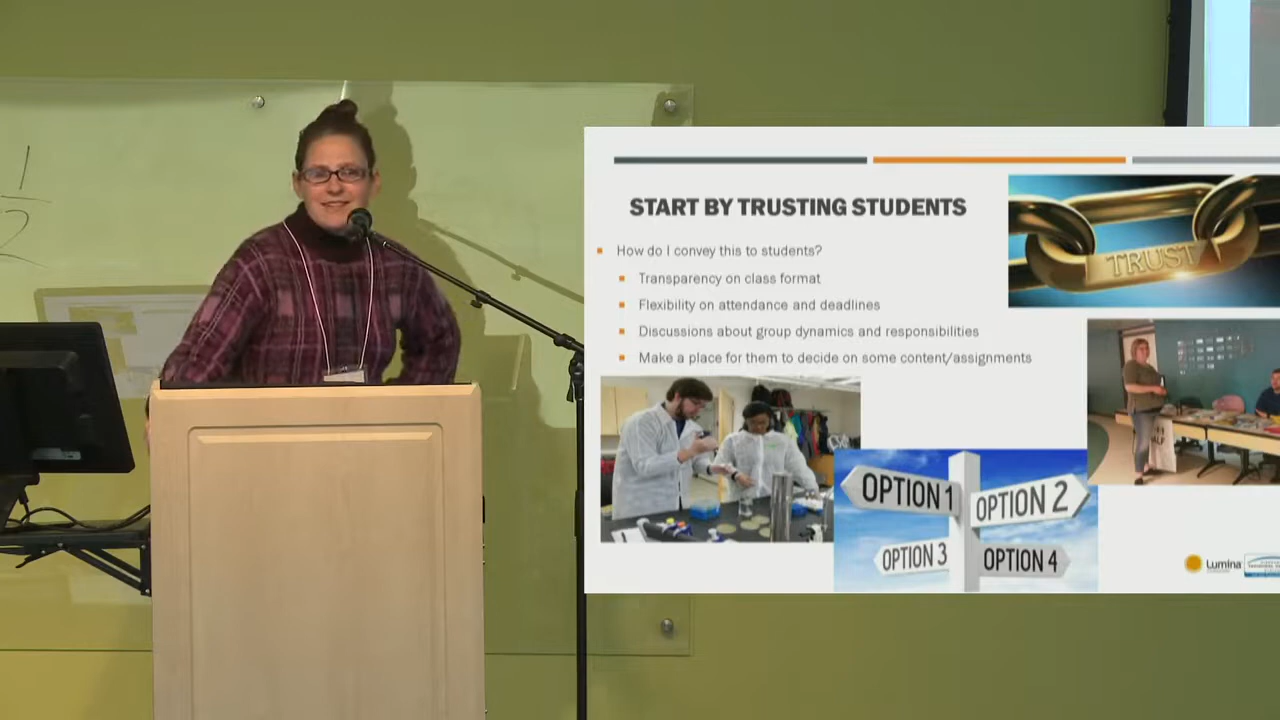 1
2
START BY TRUSTING STUDENTS
How do I convey this to students?
Transparency on class format
Flexibility on attendance and deadlines
Discussions about group dynamics and responsibilities
Make a place for them to decide on some content/assignments
TRUST
OPTION 1
OPTION 2
OPTION 3
OPTION 4
Lumina